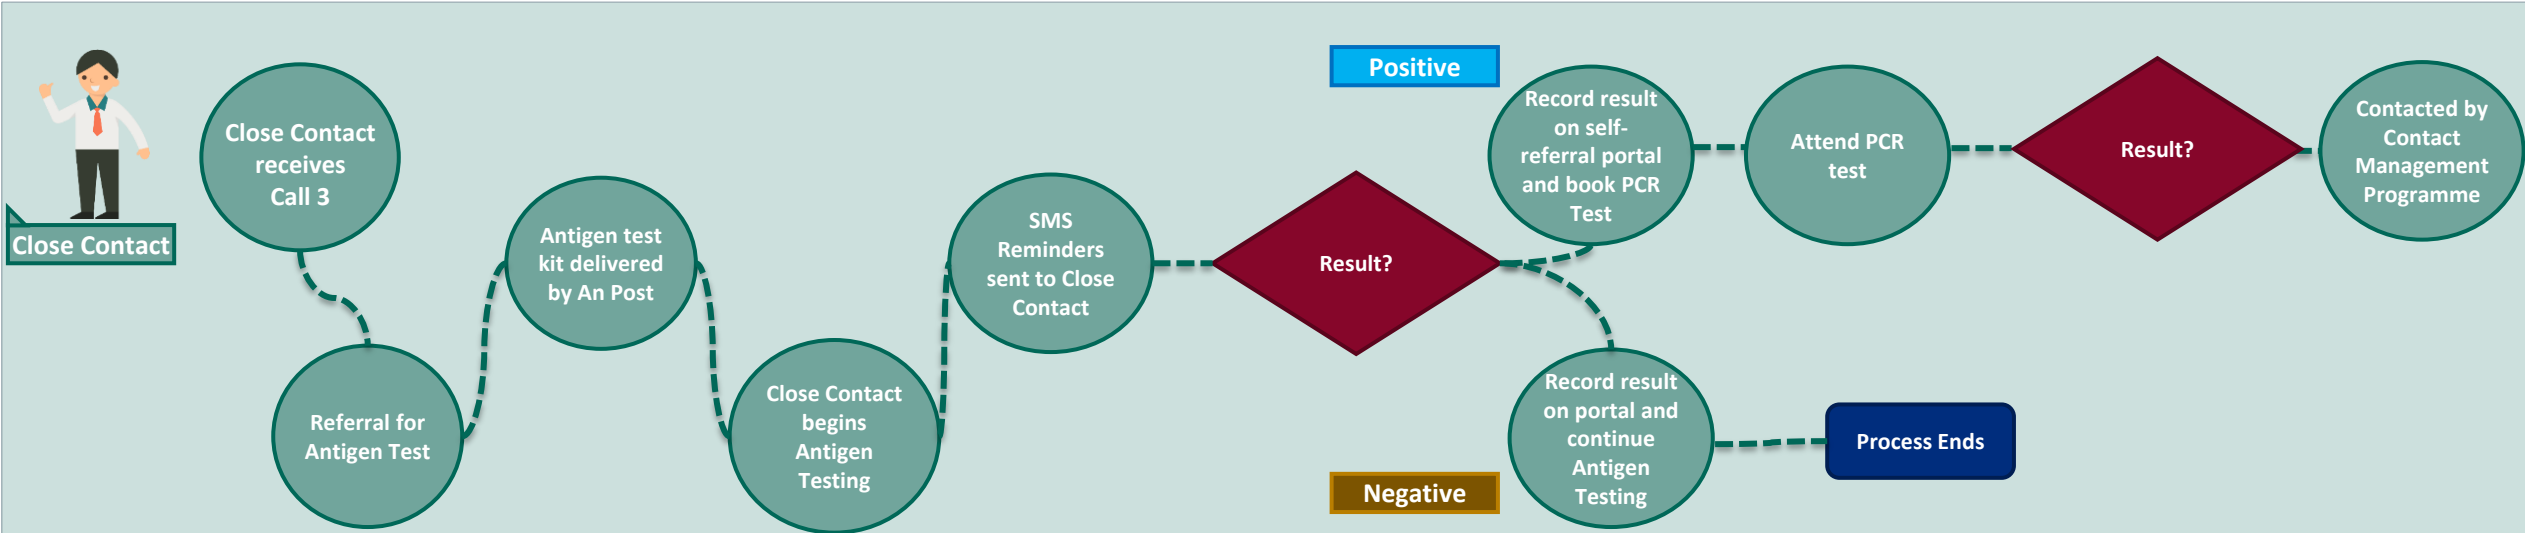 Close Contact
Close Contact
receives
Call 3
Referral for
Antigen Test
Antigen test
kit delivered
by An Post
Close Contact
begins
Antigen
Testing
SMS
Reminders
sent to Close
Contact
Result?
Positive
Record result
on self-
referral portal
and book PCR
Test
Attend PCR
test
Result?
Contacted by
Contact
Management
Programme
Negative
Record result
on portal and
continue
Antigen
Testing
Process Ends